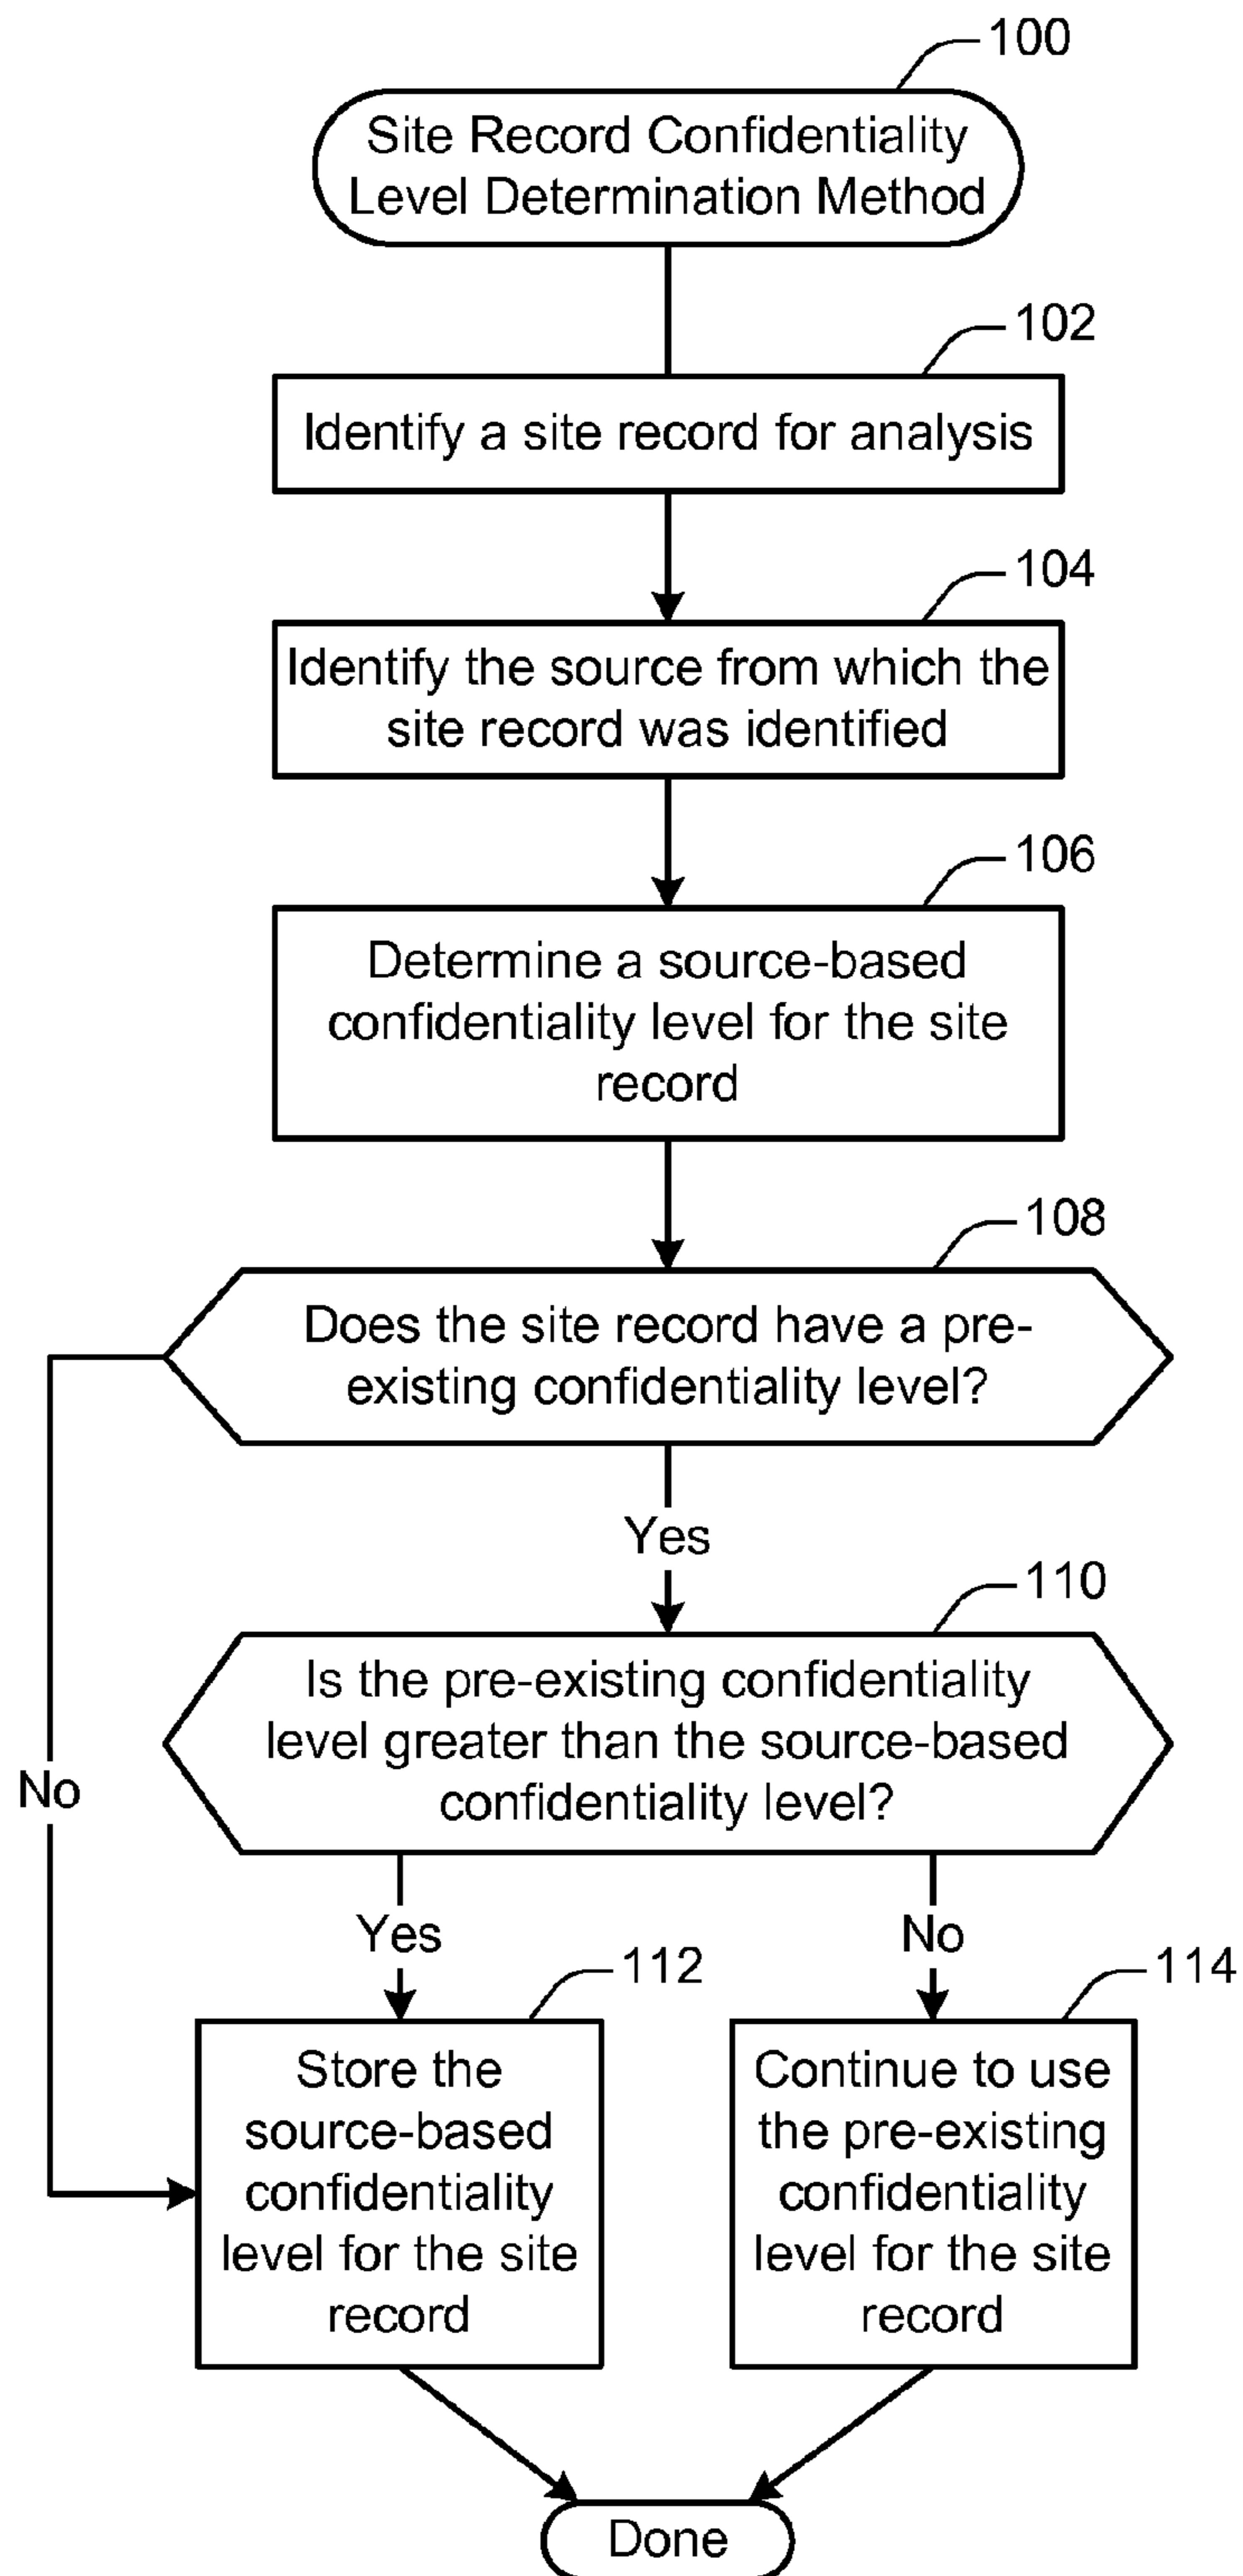 100
Site Record Confidentiality
Level Determination Method
102
Identify a site record for analysis
104
Identify the source from which the
site record was identified
106
Determine a source-based
confidentiality level for the site
record
108
Does the site record have a pre-
existing confidentiality level?
Yes
110
Is the pre-existing confidentiality
level greater than the source-based
confidentiality level?
No
Yes
No
112
114
Store the
source-based
confidentiality
level for the site
record
Continue to use
the pre-existing
confidentiality
level for the site
record
Done